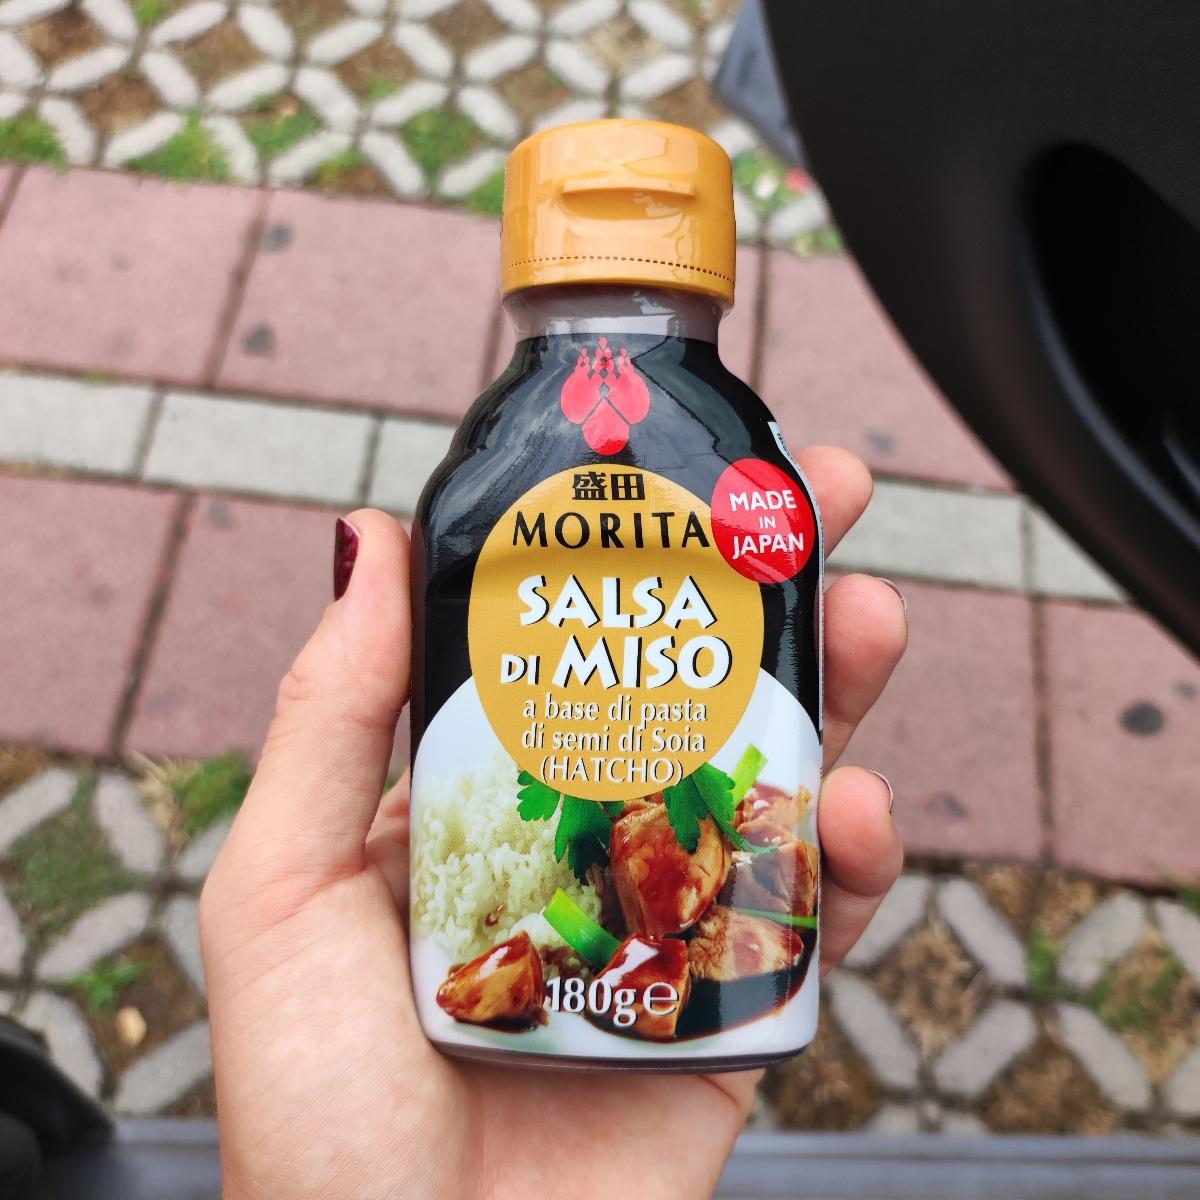 盛田
MORITA
MADE
IN
JAPAN
SALSA
DI MISO
a base di pasta
di semi di Soia
(HATCHO)
180g e